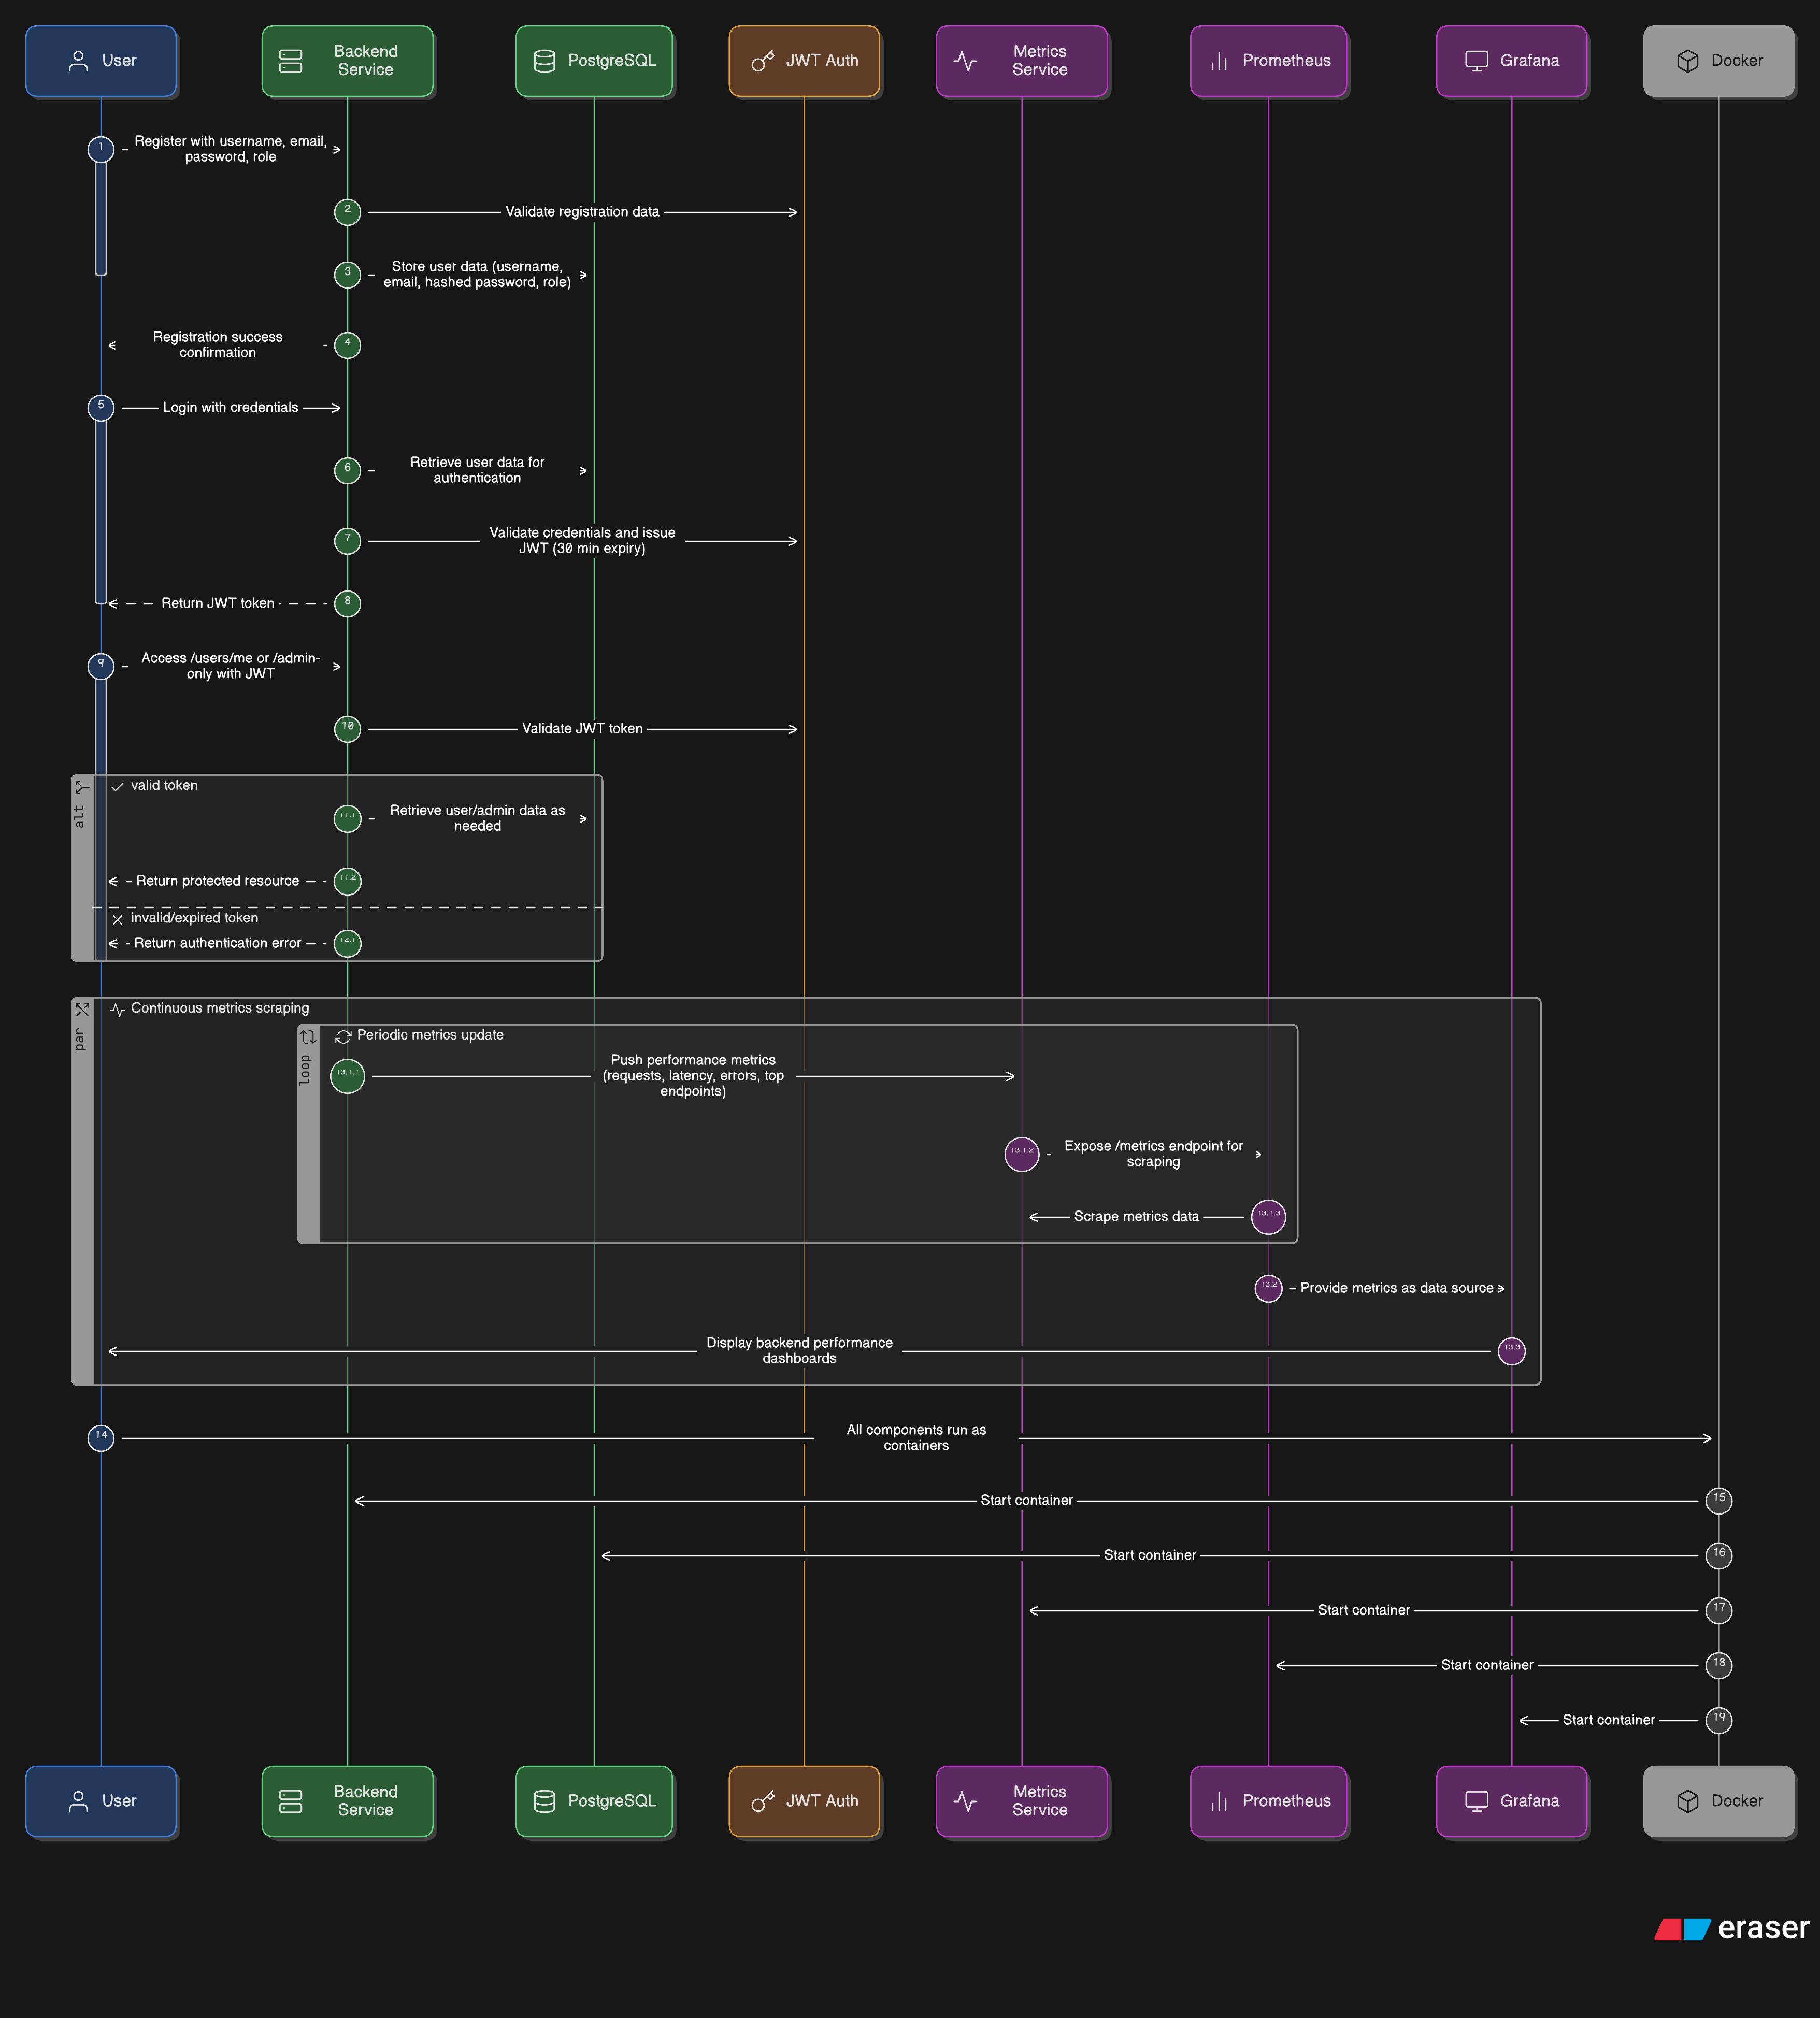 User
Backend
Service
PostgreSQL
JWT Auth
Metrics
Service
Prometheus
Grafana
Docker
1
Register with username, email,
password, role
2
Validate registration data
3
Store user data (username,
email, hashed password, role)
4
Registration success
confirmation
5
Login with credentials
6
Retrieve user data for
authentication
7
Validate credentials and issue
JWT (30 min expiry)
8
Return JWT token
9
Access /users/me or /admin-
only with JWT
10
Validate JWT token
alt
valid token
11.1
Retrieve user/admin data as
needed
11.2
Return protected resource
invalid/expired token
12.1
Return authentication error
par
Continuous metrics scraping
loop
Periodic metrics update
13.1.1
Push performance metrics
(requests, latency, errors, top
endpoints)
13.1.2
Expose /metrics endpoint for
scraping
13.1.3
Scrape metrics data
13.2
Provide metrics as data source
13.3
Display backend performance
dashboards
14
All components run as
containers
15
Start container
16
Start container
17
Start container
18
Start container
19
Start container
User
Backend
Service
PostgreSQL
JWT Auth
Metrics
Service
Prometheus
Grafana
Docker
eraser